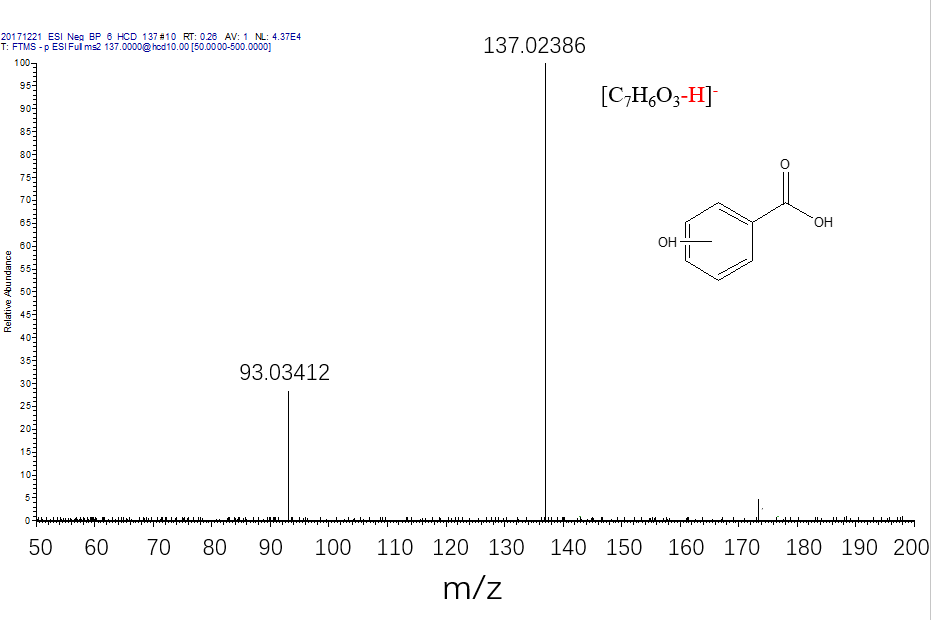 20171221 ESI Neg BP 6 HCD 137 #10 RT: 0.26 AV: 1 NL: 4.37E4
T: FTMS - p ESI Full ms2 137.0000@hcd10.00 [50.0000-500.0000]
137.02386
[C₇H₆O₃-H]⁻
O
OH
OH
93.03412
Relative Abundance
100
95
90
85
80
75
70
65
60
55
50
45
40
35
30
25
20
15
10
5
0
50 60 70 80 90 100 110 120 130 140 150 160 170 180 190 200
m/z